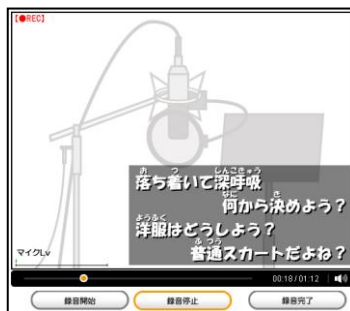 【●REC】
落ち着いて深呼吸
何から決めよう？
洋服はどうしよう？
普通スカートだよね？
マイクLv
00:18/01:12
録音開始
録音停止
録音完了